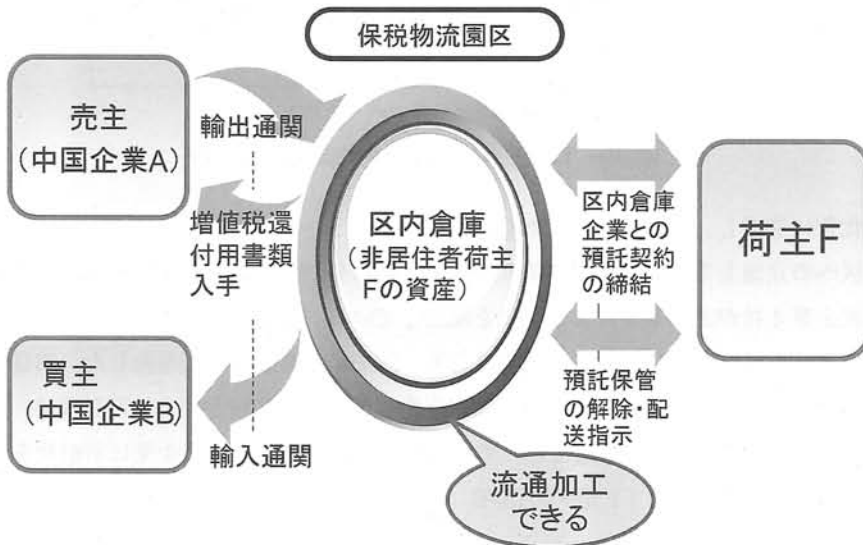 保税物流園区
売主
（中国企業A）
輸出通関
増値税還
付用書類
入手
買主
（中国企業B）
輸入通関
区内倉庫
（非居住者荷主
Fの資産）
区内倉庫
企業との
預託契約
の締結
荷主F
預託保管
の解除・配
送指示
流通加工
できる